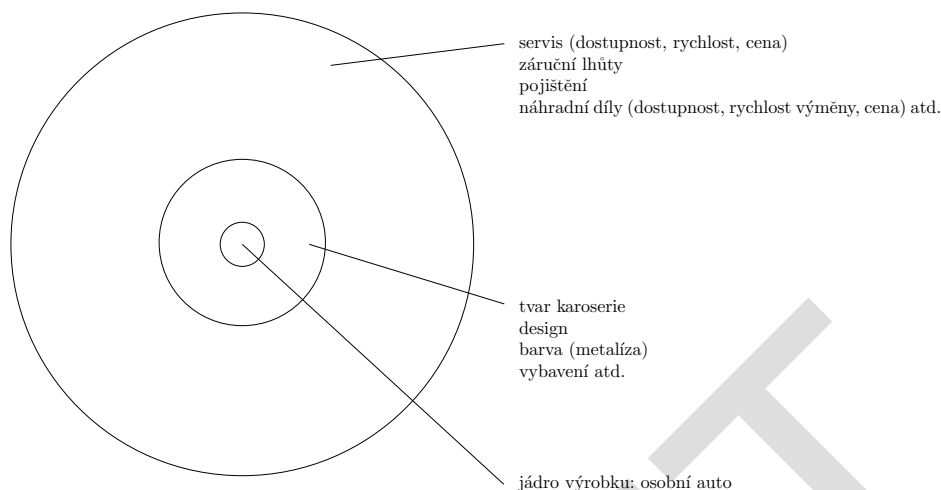 servis (dostupnost, rychlost, cena)
záruční lhůty
pojištění
náhradní díly (dostupnost, rychlost výměny, cena) atd.
tvar karoserie
design
barva (metalíza)
vybavení atd.
jádro výrobku: osobní auto